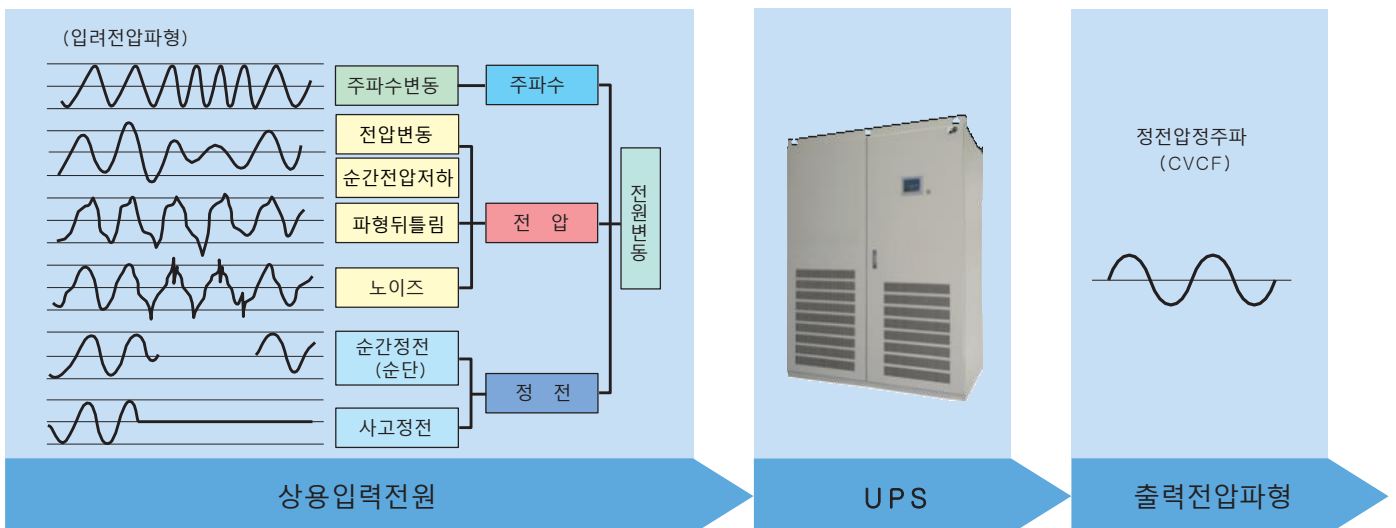 (입려전압파형)
주파수변동
주파수
전압변동
순간전압저하
파형뒤틀림
전 압
노이즈
순간정전
(순단)
정 전
사고정전
전원변동
정전압정주파
(CVCF)
상용입력전원
UPS
출력전압파형